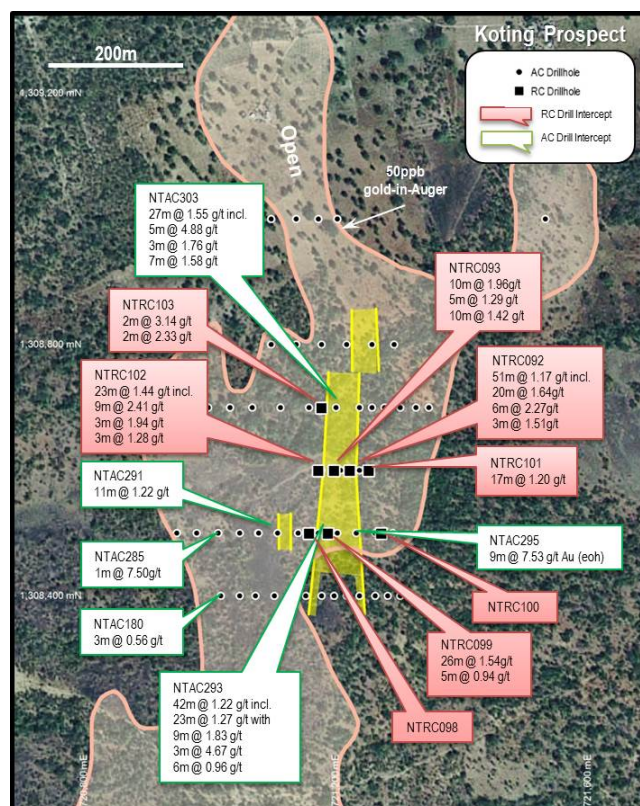 Koting Prospect
200m
AC Drillhole
RC Drillhole
RC Drill Intercept
AC Drill Intercept
1,309,200 mN
Open
50ppb
gold-in-Auger
NTAC303
27m @ 1.55 g/t incl.
5m @ 4.88 g/t
3m @ 1.76 g/t
7m @ 1.58 g/t
NTRC093
10m @ 1.96g/t
5m @ 1.29 g/t
10m @ 1.42 g/t
NTRC103
2m @ 3.14 g/t
2m @ 2.33 g/t
1,308,800 mN
NTRC102
23m @ 1.44 g/t incl.
9m @ 2.41 g/t
3m @ 1.94 g/t
3m @ 1.28 g/t
NTRC092
51m @ 1.17 g/t incl.
20m @ 1.64g/t
6m @ 2.27g/t
3m @ 1.51g/t
NTAC291
11m @ 1.22 g/t
NTRC101
17m @ 1.20 g/t
NTAC285
1m @ 7.50g/t
NTAC295
9m @ 7.53 g/t Au (eoh)
1,308,400 mN
NTRC100
NTAC180
3m @ 0.56 g/t
NTRC099
26m @ 1.54g/t
5m @ 0.94 g/t
NTAC293
42m @ 1.22 g/t incl.
23m @ 1.27 g/t with
9m @ 1.83 g/t
3m @ 4.67 g/t
6m @ 0.96 g/t
NTRC098
721,600 mE